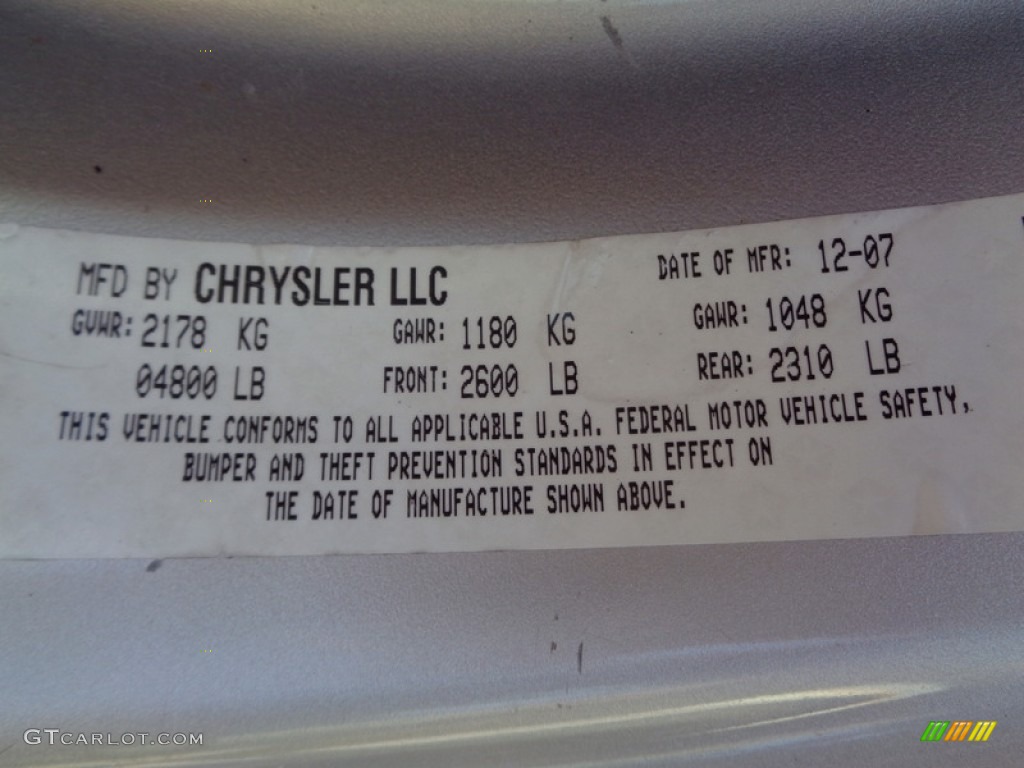 MFD BY CHRYSLER LLC DATE OF MFR: 12-07
GVWR: 2178 KG GAWR: 1180 KG GAWR: 1048 KG
04800 LB FRONT: 2600 LB REAR: 2310 LB
THIS VEHICLE CONFORMS TO ALL APPLICABLE U.S.A. FEDERAL MOTOR VEHICLE SAFETY,
BUMPER AND THEFT PREVENTION STANDARDS IN EFFECT ON
THE DATE OF MANUFACTURE SHOWN ABOVE.
GTCARLOT.COM